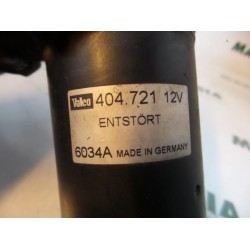 Valeo 404.721 12V
ENTSTÖRT
6034A MADE IN GERMANY